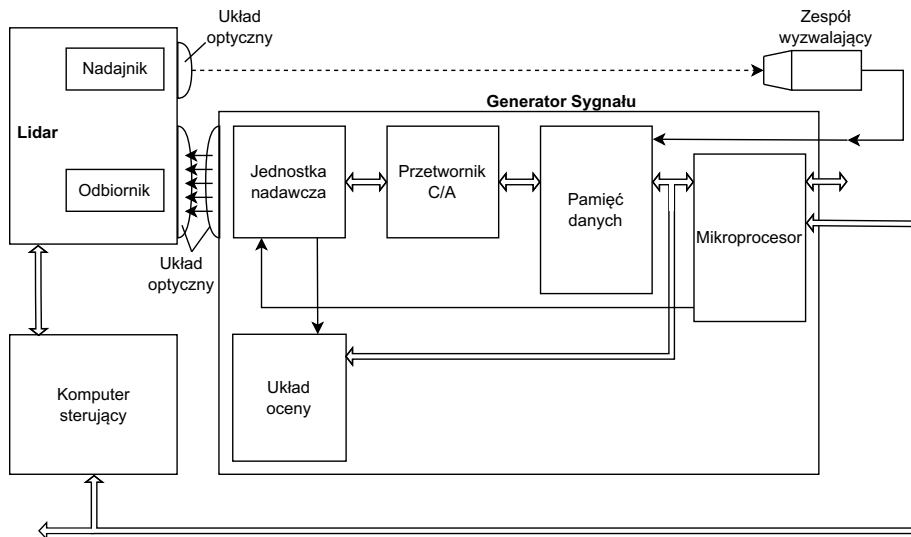 Układ
optyczny
Zespół
wyzwalający
Nadajnik
Lidar
Odbiornik
Układ
optyczny
Generator Sygnału
Jednostka
nadawcza
Przetwornik
C/A
Pamięć
danych
Mikroprocesor
Układ
oceny
Komputer
sterujący